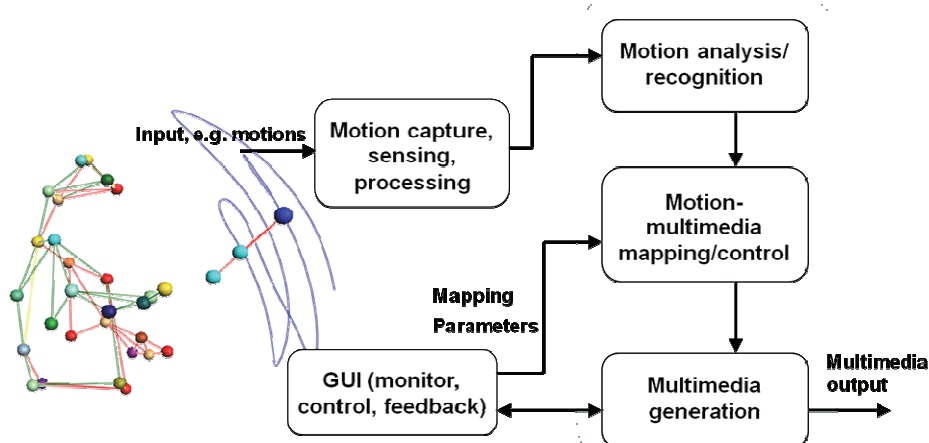 Motion analysis/
recognition
Input, e.g. motions
Motion capture,
sensing,
processing
Motion-
multimedia
mapping/control
Mapping
Parameters
GUI (monitor,
control, feedback)
Multimedia
generation
Multimedia
output